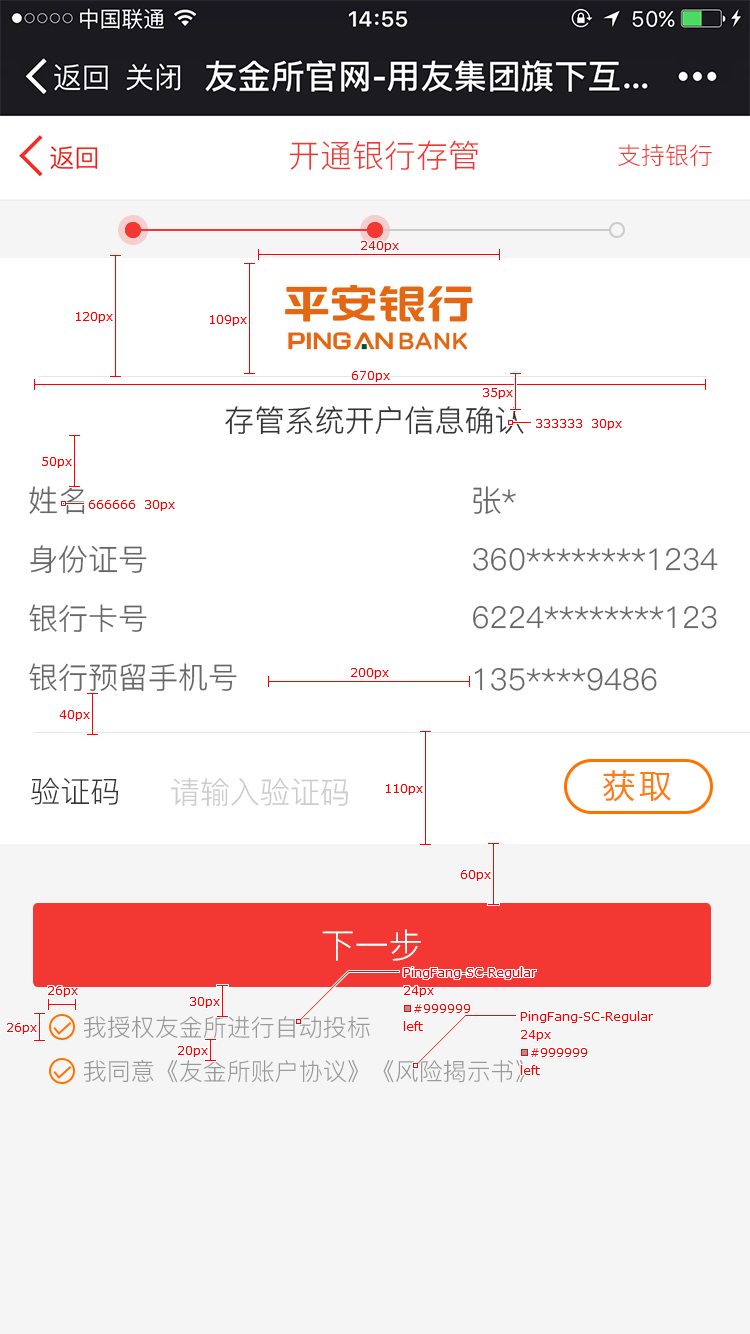 中国联通 14:55 50%
返回 关闭 友金所官网-用友集团旗下互...
返回 开通银行存管 支持银行
240px
120px 109px
平安银行
PINGAN BANK
670px
35px
存管系统开户信息确认 333333 30px
50px
姓名 666666 30px 张*
身份证号 360********1234
银行卡号 6224********123
银行预留手机号 200px 135****9486
40px
验证码 请输入验证码 110px 获取
60px
下一步
PingFang-SC-Regular
24px
#999999
left
26px 30px
26px 我授权友金所进行自动投标
PingFang-SC-Regular
24px
#999999
left
20px
我同意《友金所账户协议》《风险揭示书》